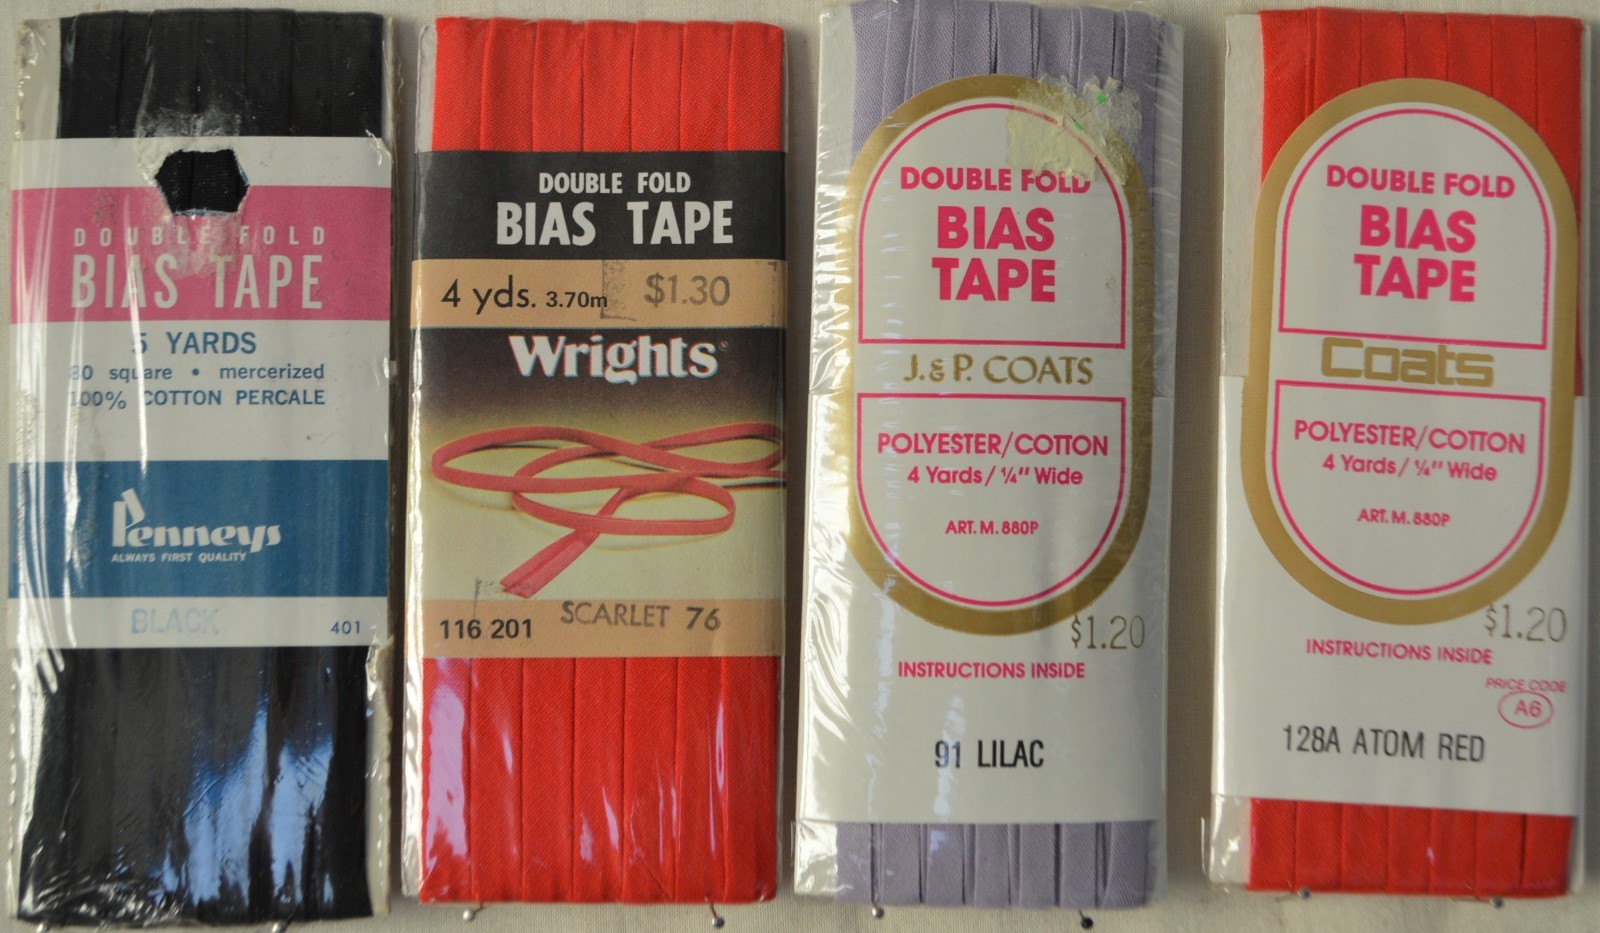 DOUBLE FOLD
BIAS TAPE
5 YARDS
80 square • mercerized
100% COTTON PERCALE
Penneys
ALWAYS FIRST QUALITY
BLACK 401
DOUBLE FOLD
BIAS TAPE
4 yds. 3.70m $1.30
Wrights®
116 201 SCARLET 76
DOUBLE FOLD
BIAS
TAPE
J. & P. COATS
POLYESTER/COTTON
4 Yards / ¼" Wide
ART. M. 880P
$1.20
INSTRUCTIONS INSIDE
91 LILAC
DOUBLE FOLD
BIAS
TAPE
Coats
POLYESTER/COTTON
4 Yards / ¼" Wide
ART. M. 880P
$1.20
INSTRUCTIONS INSIDE
PRICE CODE
A6
128A ATOM RED